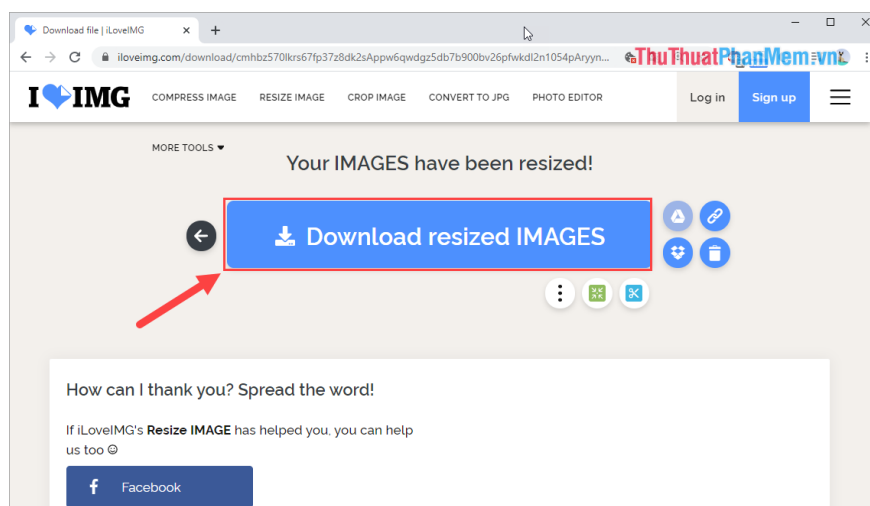 Download file | iLoveIMG
iloveimg.com/download/cmhbz570lkrs67fp37z8dk2sAppw6qwdgz5db7b900bv26pfwkdl2n1054pAryyn...
ThuThuatPhanMem.vn
I IMG
COMPRESS IMAGE RESIZE IMAGE CROP IMAGE CONVERT TO JPG PHOTO EDITOR Log in Sign up
MORE TOOLS
Your IMAGES have been resized!
Download resized IMAGES
How can I thank you? Spread the word!
If iLoveIMG's Resize IMAGE has helped you, you can help
us too ☺
Facebook